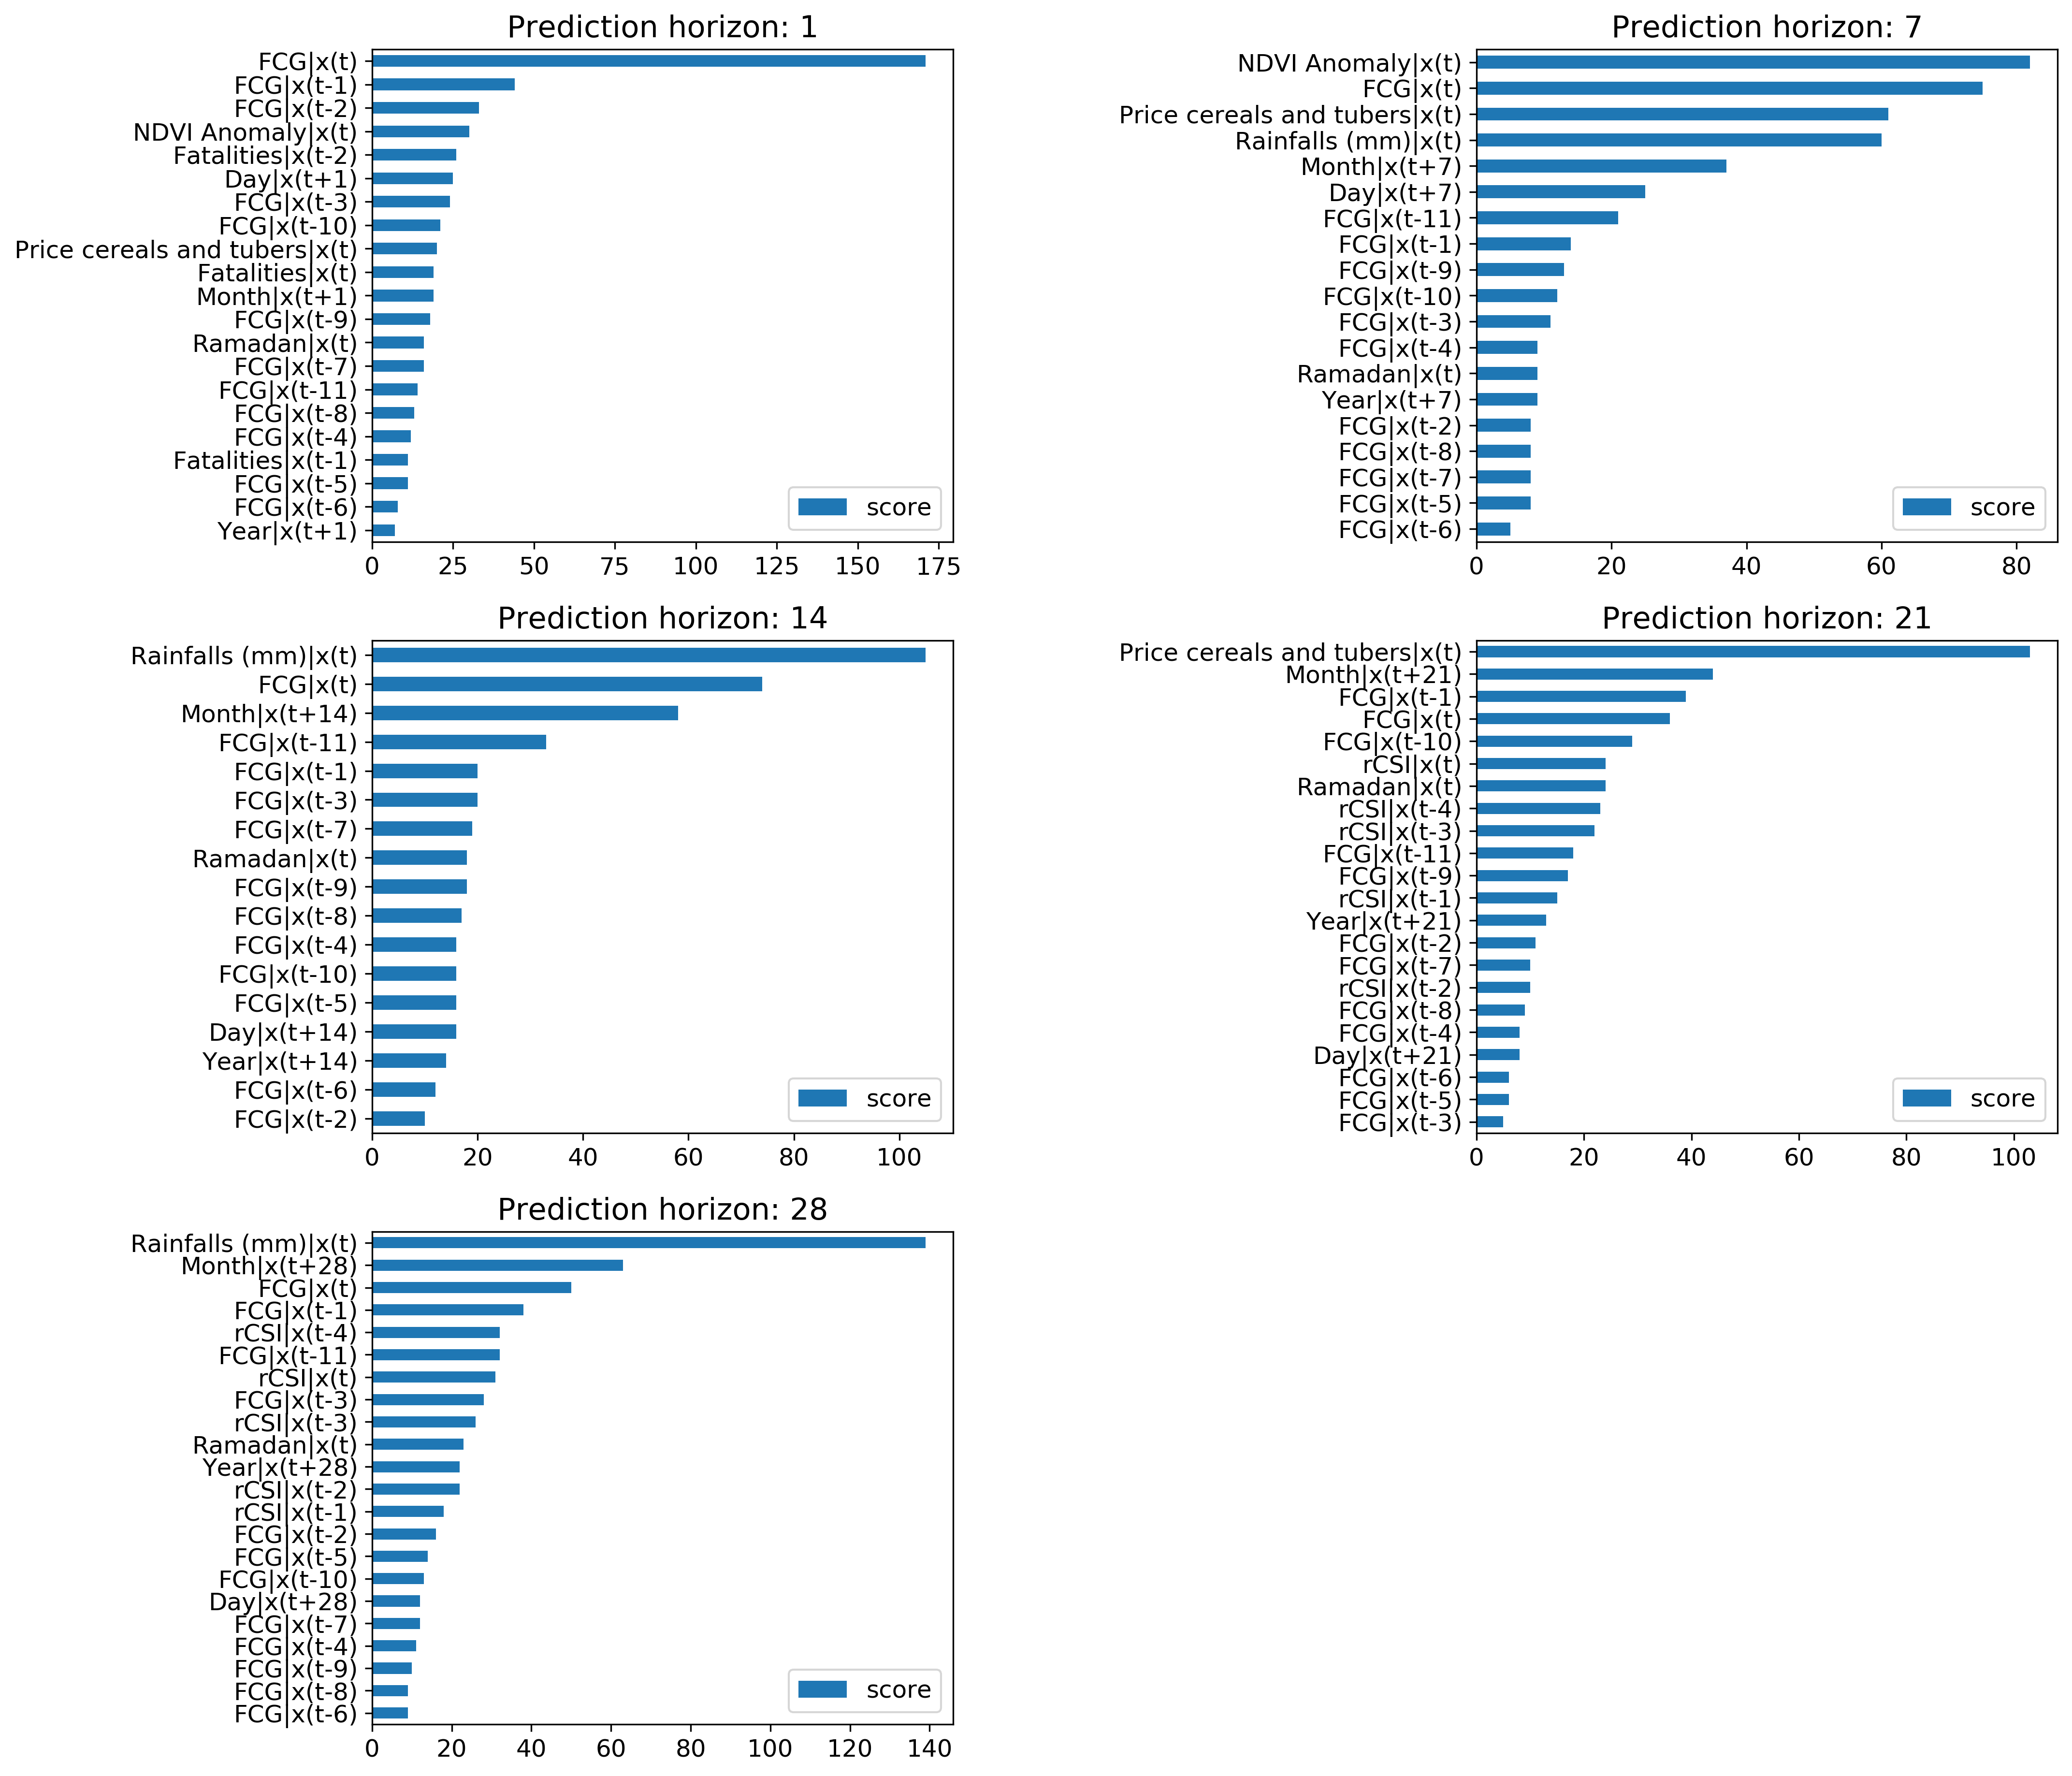 Prediction horizon: 1
FCG|x(t)
FCG|x(t-1)
FCG|x(t-2)
NDVI Anomaly|x(t)
Fatalities|x(t-2)
Day|x(t+1)
FCG|x(t-3)
FCG|x(t-10)
Price cereals and tubers|x(t)
Fatalities|x(t)
Month|x(t+1)
FCG|x(t-9)
Ramadan|x(t)
FCG|x(t-7)
FCG|x(t-11)
FCG|x(t-8)
FCG|x(t-4)
Fatalities|x(t-1)
FCG|x(t-5)
FCG|x(t-6)
Year|x(t+1)
score
0 25 50 75 100 125 150 175
Prediction horizon: 7
NDVI Anomaly|x(t)
FCG|x(t)
Price cereals and tubers|x(t)
Rainfalls (mm)|x(t)
Month|x(t+7)
Day|x(t+7)
FCG|x(t-11)
FCG|x(t-1)
FCG|x(t-9)
FCG|x(t-10)
FCG|x(t-3)
FCG|x(t-4)
Ramadan|x(t)
Year|x(t+7)
FCG|x(t-2)
FCG|x(t-8)
FCG|x(t-7)
FCG|x(t-5)
FCG|x(t-6)
score
0 20 40 60 80
Prediction horizon: 14
Rainfalls (mm)|x(t)
FCG|x(t)
Month|x(t+14)
FCG|x(t-11)
FCG|x(t-1)
FCG|x(t-3)
FCG|x(t-7)
Ramadan|x(t)
FCG|x(t-9)
FCG|x(t-8)
FCG|x(t-4)
FCG|x(t-10)
FCG|x(t-5)
Day|x(t+14)
Year|x(t+14)
FCG|x(t-6)
FCG|x(t-2)
score
0 20 40 60 80 100
Prediction horizon: 21
Price cereals and tubers|x(t)
Month|x(t+21)
FCG|x(t-1)
FCG|x(t)
FCG|x(t-10)
rCSI|x(t)
Ramadan|x(t)
rCSI|x(t-4)
rCSI|x(t-3)
FCG|x(t-11)
FCG|x(t-9)
rCSI|x(t-1)
Year|x(t+21)
FCG|x(t-2)
FCG|x(t-7)
rCSI|x(t-2)
FCG|x(t-8)
FCG|x(t-4)
Day|x(t+21)
FCG|x(t-6)
FCG|x(t-5)
FCG|x(t-3)
score
0 20 40 60 80 100
Prediction horizon: 28
Rainfalls (mm)|x(t)
Month|x(t+28)
FCG|x(t)
FCG|x(t-1)
rCSI|x(t-4)
FCG|x(t-11)
rCSI|x(t)
FCG|x(t-3)
rCSI|x(t-3)
Ramadan|x(t)
Year|x(t+28)
rCSI|x(t-2)
rCSI|x(t-1)
FCG|x(t-2)
FCG|x(t-5)
FCG|x(t-10)
Day|x(t+28)
FCG|x(t-7)
FCG|x(t-4)
FCG|x(t-9)
FCG|x(t-8)
FCG|x(t-6)
score
0 20 40 60 80 100 120 140